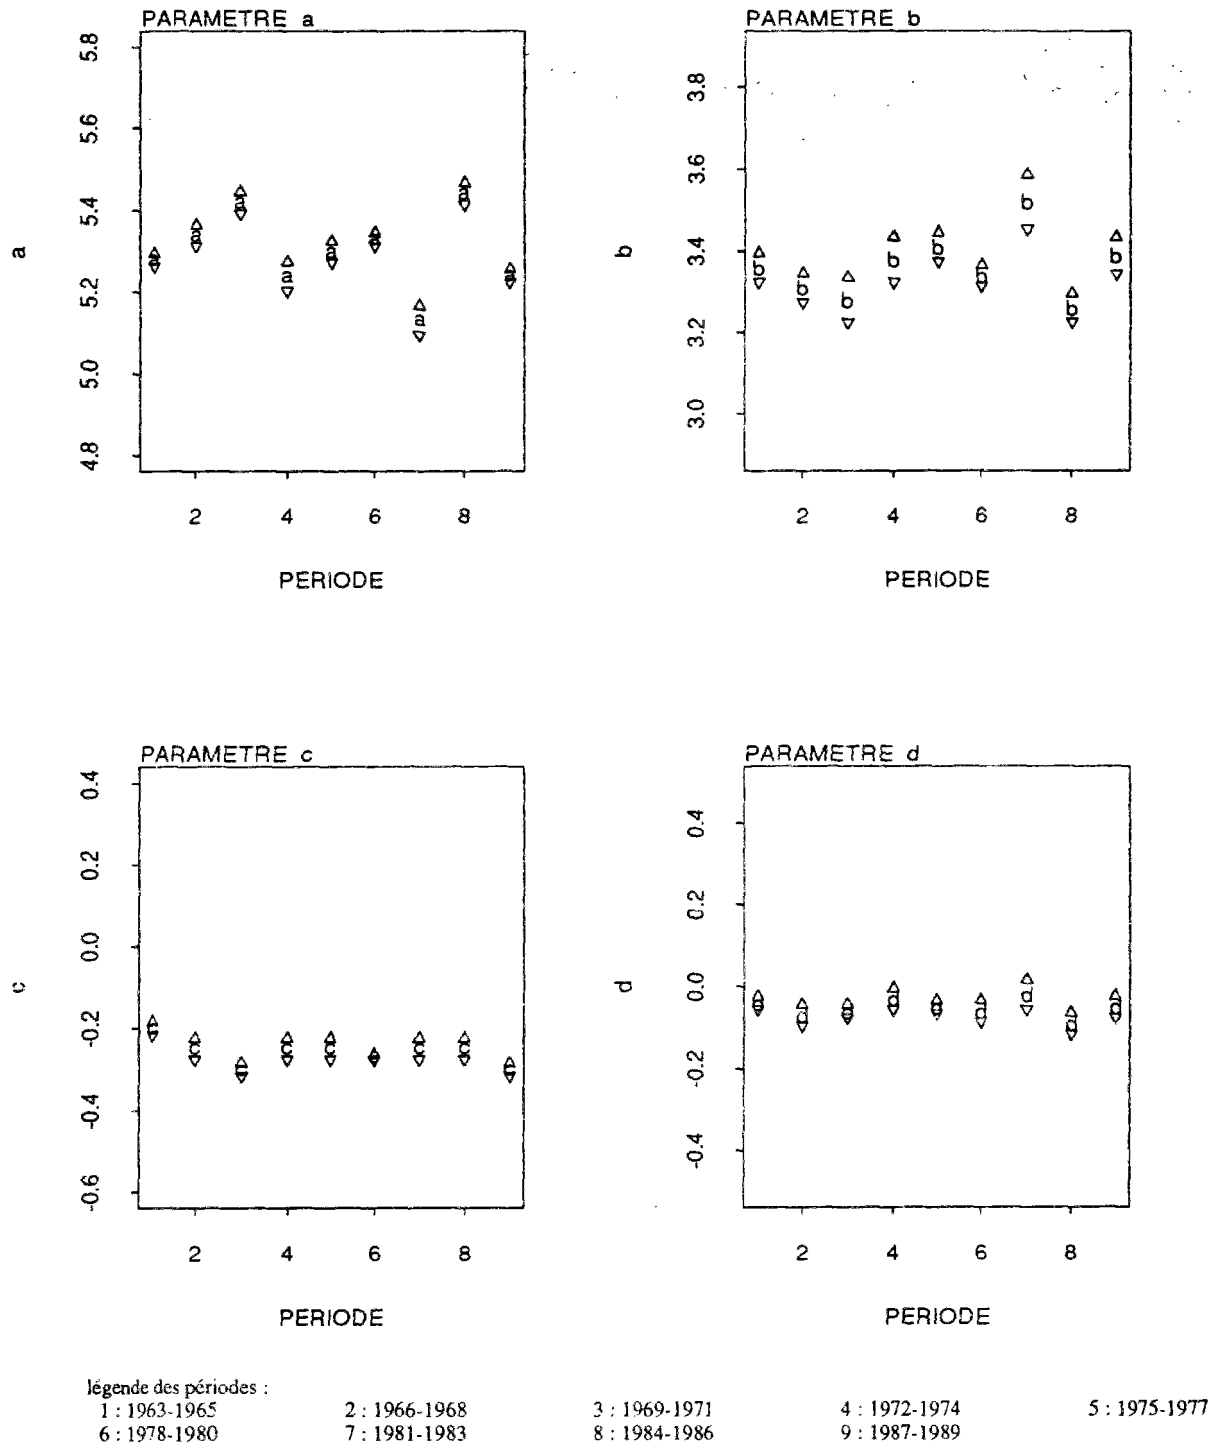 PARAMETRE a
PARAMETRE b
a
5.8
5.6
5.4
5.2
5.0
4.8
a a a a a a a a a
2 4 6 8
PERIODE
b
3.8
3.6
3.4
3.2
3.0
b b b b b b b b b
2 4 6 8
PERIODE
PARAMETRE c
PARAMETRE d
c
0.4
0.2
0.0
-0.2
-0.4
-0.6
c c c c c c c c c
2 4 6 8
PERIODE
d
0.4
0.2
0.0
-0.2
-0.4
d d d d d d d d d
2 4 6 8
PERIODE
légende des périodes :
1 : 1963-1965 2 : 1966-1968 3 : 1969-1971 4 : 1972-1974 5 : 1975-1977
6 : 1978-1980 7 : 1981-1983 8 : 1984-1986 9 : 1987-1989